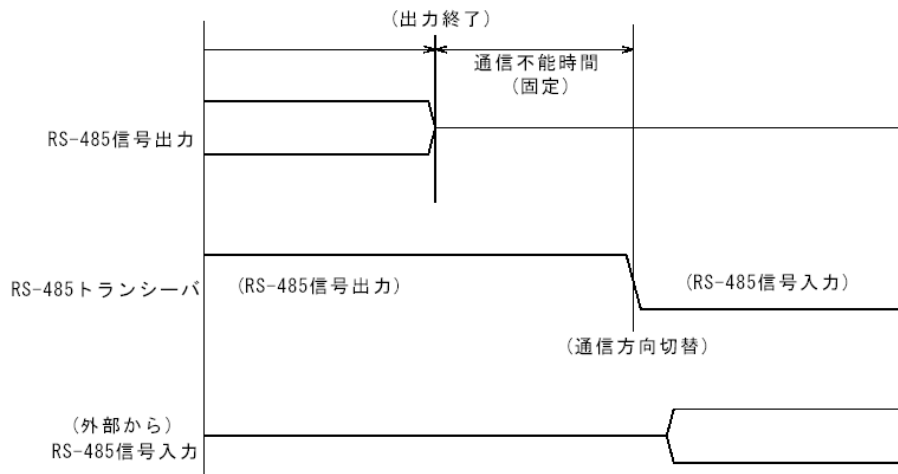 (出力終了)
通信不能時間
(固定)
RS-485信号出力
RS-485トランシーバ
(RS-485信号出力)
(RS-485信号入力)
(通信方向切替)
(外部から)
RS-485信号入力